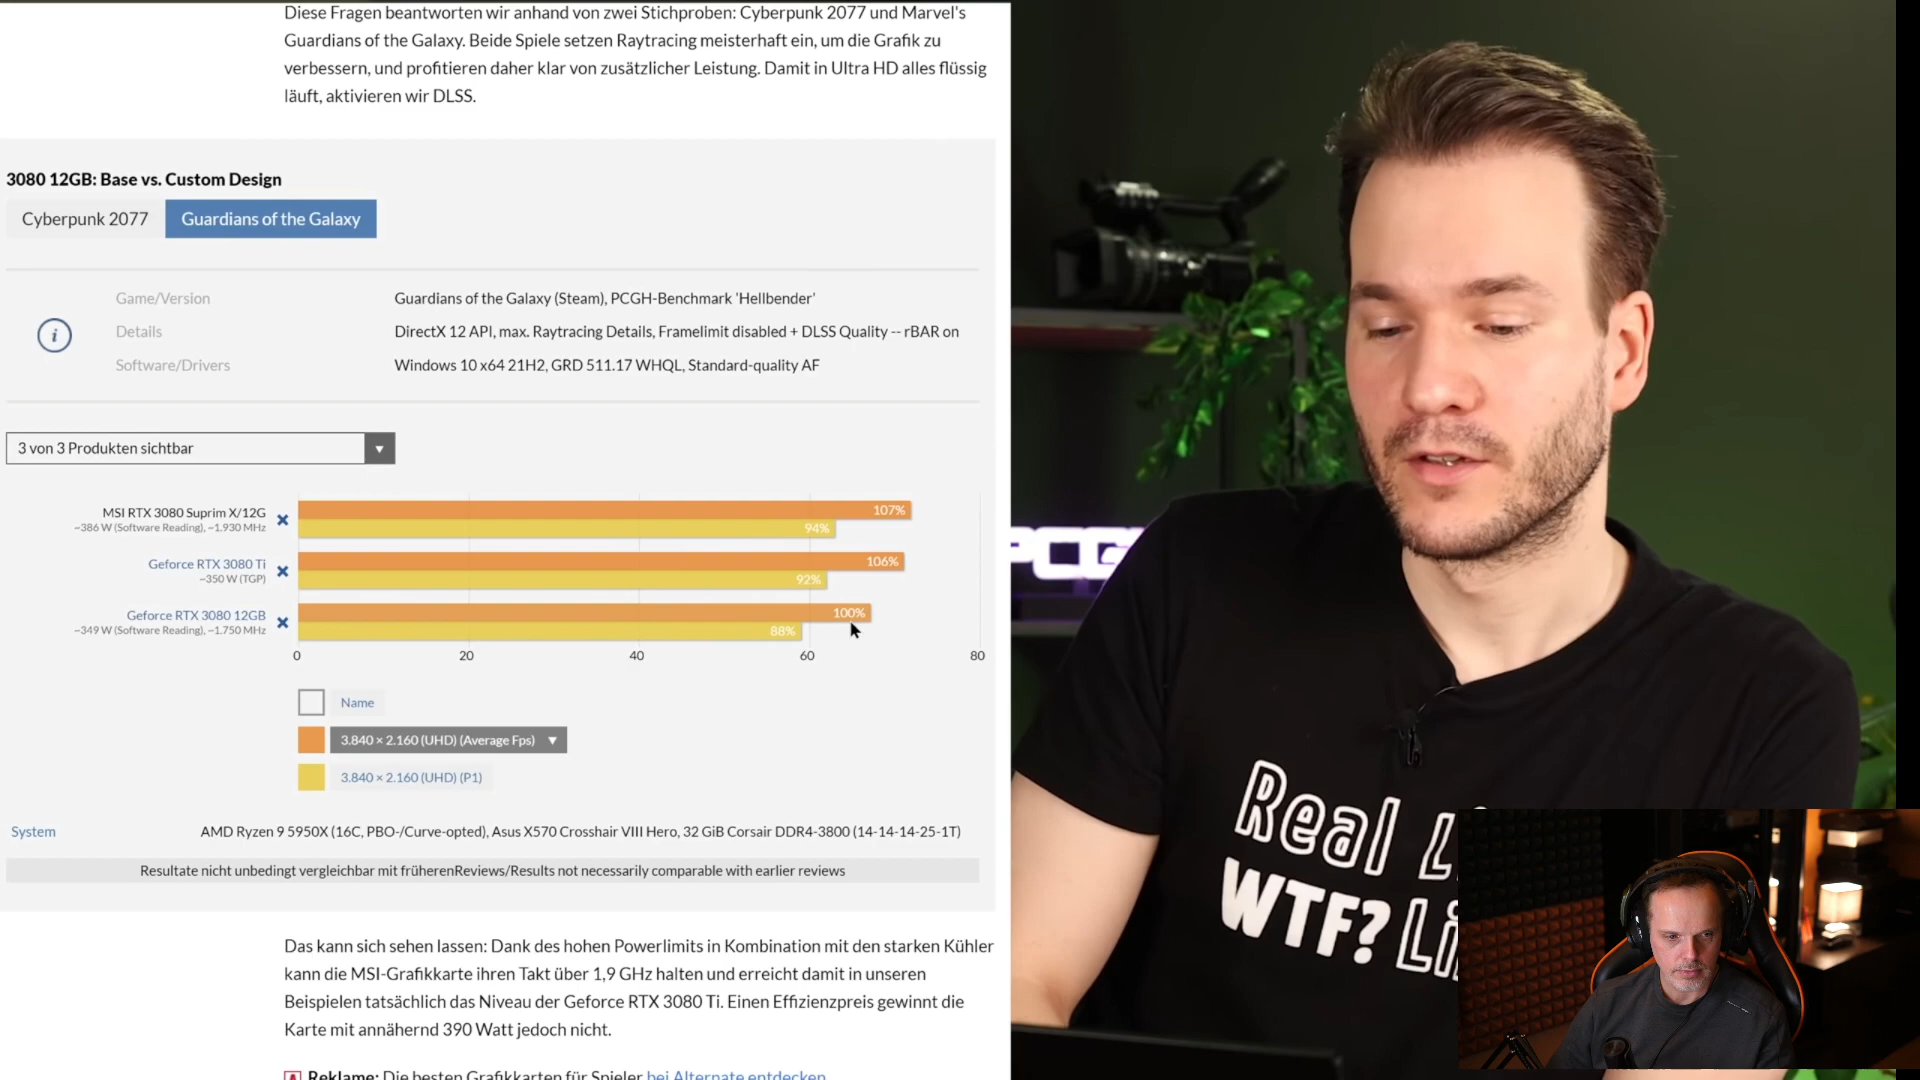 Diese Fragen beantworten wir anhand von zwei Stichproben: Cyberpunk 2077 und Marvel's
Guardians of the Galaxy. Beide Spiele setzen Raytracing meisterhaft ein, um die Grafik zu
verbessern, und profitieren daher klar von zusätzlicher Leistung. Damit in Ultra HD alles flüssig
läuft, aktivieren wir DLSS.
3080 12GB: Base vs. Custom Design
Cyberpunk 2077
Guardians of the Galaxy
Game/Version Guardians of the Galaxy (Steam), PCGH-Benchmark 'Hellbender'
Details DirectX 12 API, max. Raytracing Details, Framelimit disabled + DLSS Quality -- rBAR on
Software/Drivers Windows 10 x64 21H2, GRD 511.17 WHQL, Standard-quality AF
3 von 3 Produkten sichtbar
MSI RTX 3080 Suprim X/12G
~386 W (Software Reading), ~1.930 MHz
107%
94%
Geforce RTX 3080 Ti
~350 W (TGP)
106%
92%
Geforce RTX 3080 12GB
~349 W (Software Reading), ~1.750 MHz
100%
88%
0 20 40 60 80
Name
3.840 × 2.160 (UHD) (Average Fps)
3.840 × 2.160 (UHD) (P1)
System AMD Ryzen 9 5950X (16C, PBO-/Curve-opted), Asus X570 Crosshair VIII Hero, 32 GiB Corsair DDR4-3800 (14-14-14-25-1T)
Resultate nicht unbedingt vergleichbar mit früherenReviews/Results not necessarily comparable with earlier reviews
Das kann sich sehen lassen: Dank des hohen Powerlimits in Kombination mit den starken Kühler
kann die MSI-Grafikkarte ihren Takt über 1,9 GHz halten und erreicht damit in unseren
Beispielen tatsächlich das Niveau der Geforce RTX 3080 Ti. Einen Effizienzpreis gewinnt die
Karte mit annähernd 390 Watt jedoch nicht.
Reklame: Die besten Grafikkarten für Spieler bei Alternate entdecken
PCG
Real L
WTF? Li